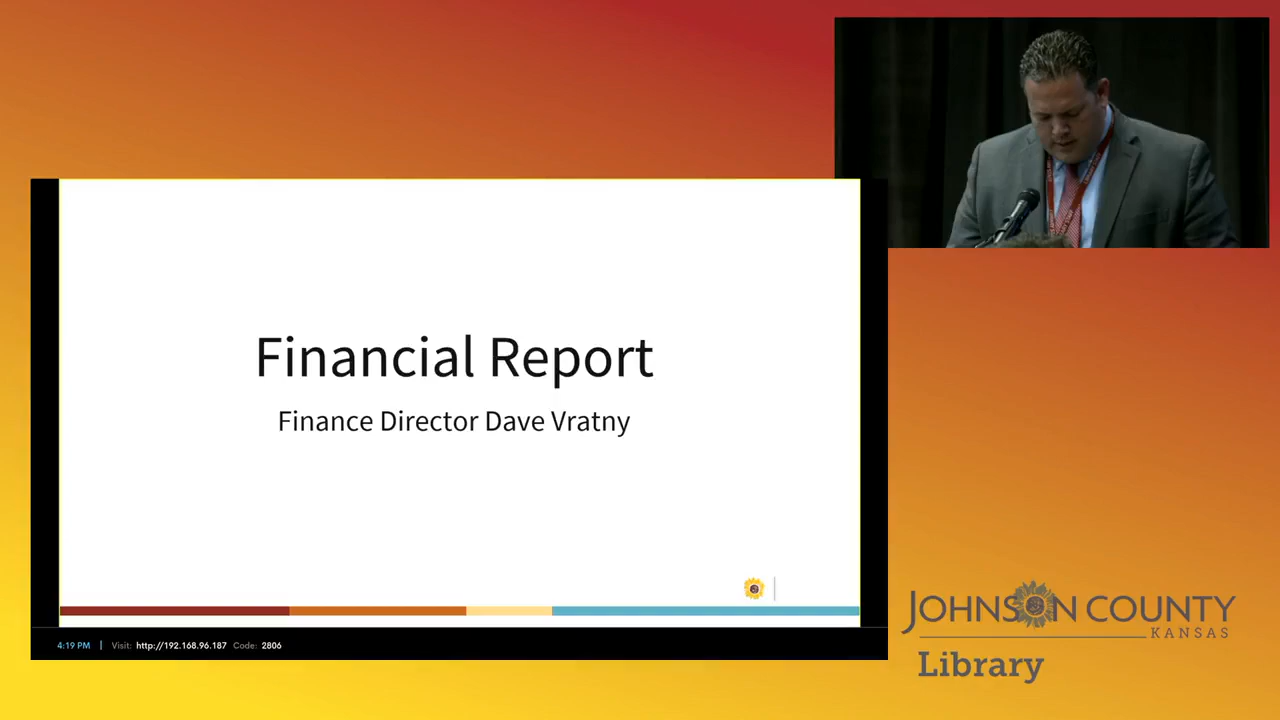 Financial Report
Finance Director Dave Vratny
4:19 PM | Visit: http://192.168.96.187 Code: 2806
JOHNSON COUNTY
KANSAS
Library